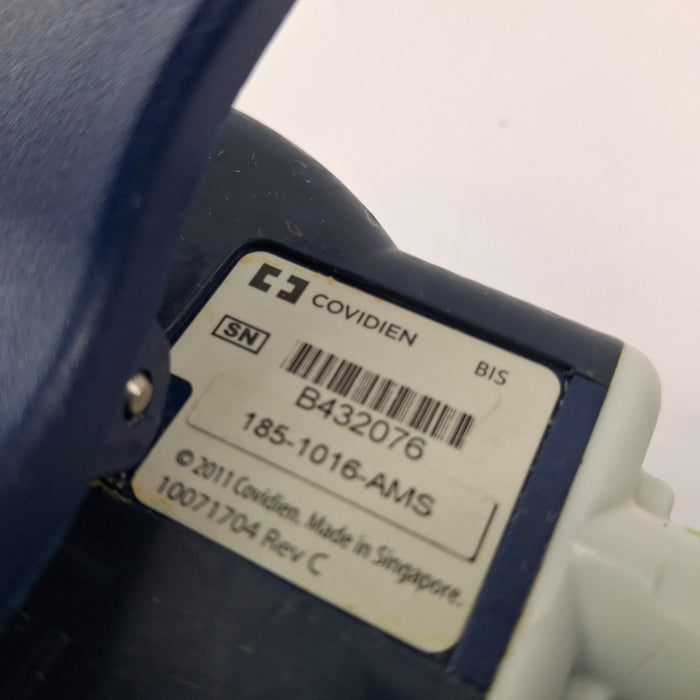 COVIDIEN
BIS
SN
B432076
185-1016-AMS
© 2011 Covidien. Made in Singapore.
10071704 Rev C